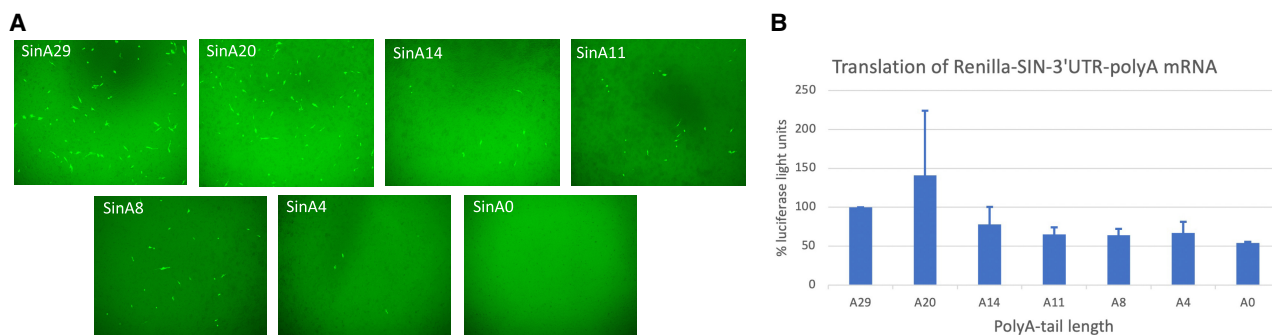 A
SinA29
SinA20
SinA14
SinA11
SinA8
SinA4
SinA0
B
Translation of Renilla-SIN-3'UTR-polyA mRNA
% luciferase light units
250
200
150
100
50
0
A29 A20 A14 A11 A8 A4 A0
PolyA-tail length